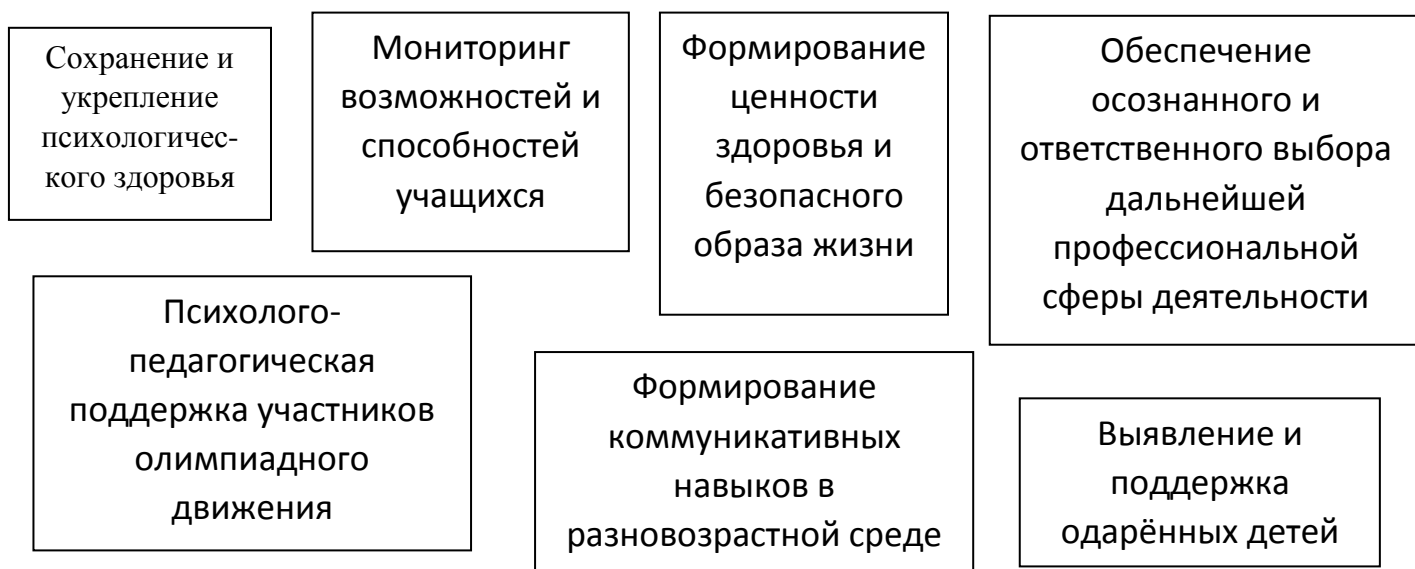 Сохранение и
укрепление
психологичес-
кого здоровья
Мониторинг
возможностей и
способностей
учащихся
Формирование
ценности
здоровья и
безопасного
образа жизни
Обеспечение
осознанного и
ответственного выбора
дальнейшей
профессиональной
сферы деятельности
Психолого-
педагогическая
поддержка участников
олимпиадного
движения
Формирование
коммуникативных
навыков в
разновозрастной среде
Выявление и
поддержка
одарённых детей